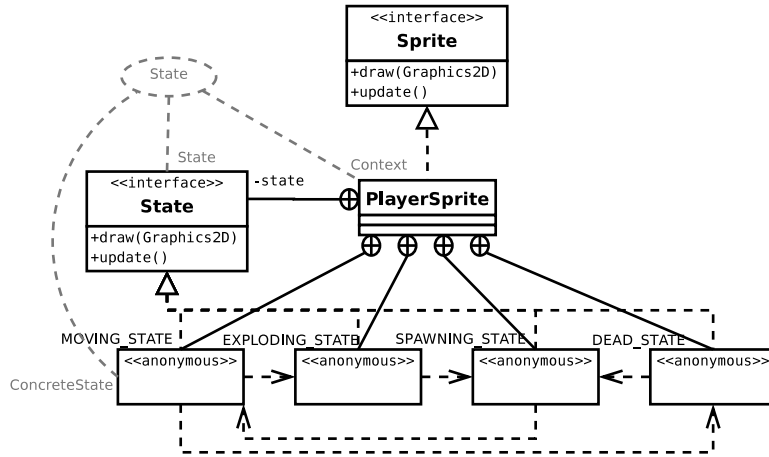 <<interface>>
Sprite
+draw(Graphics2D)
+update()
State
State
Context
<<interface>>
State
+draw(Graphics2D)
+update()
-state
PlayerSprite
MOVING_STATE
EXPLODING_STATE
SPAWNING_STATE
DEAD_STATE
<<anonymous>>
<<anonymous>>
<<anonymous>>
<<anonymous>>
ConcreteState